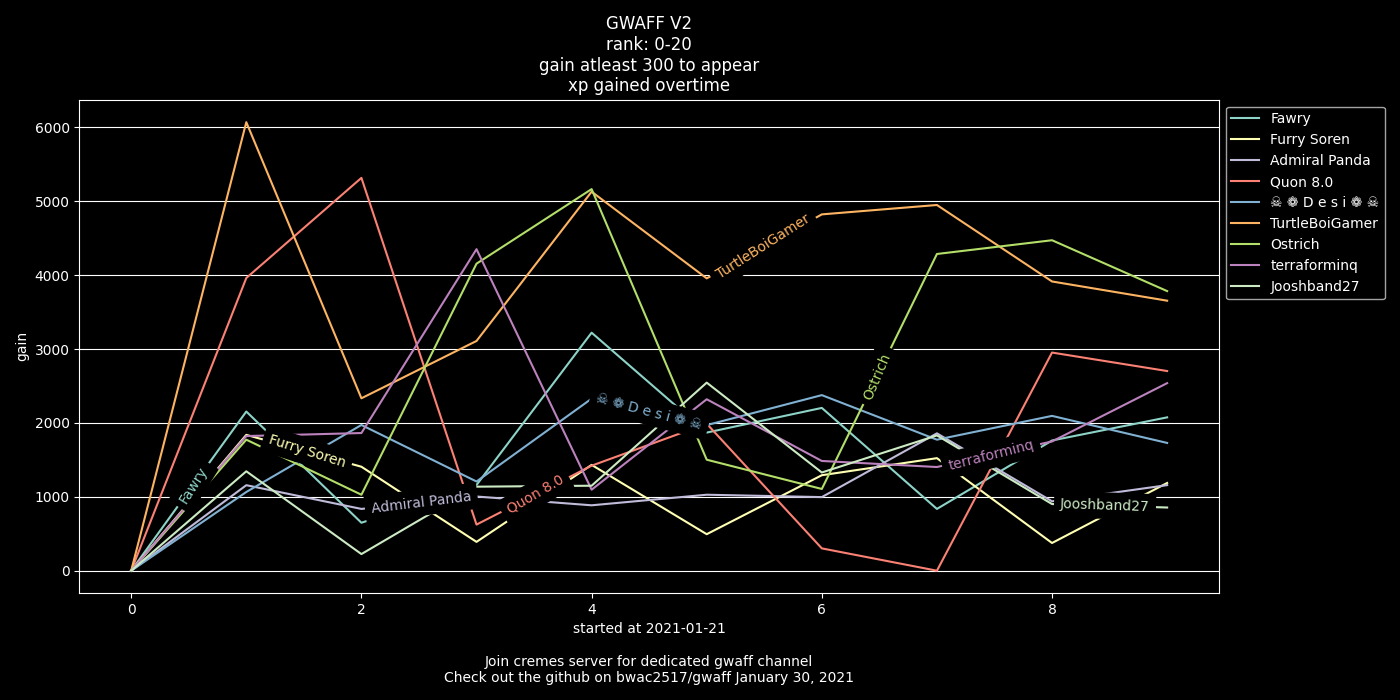 GWAFF V2
rank: 0-20
gain atleast 300 to appear
xp gained overtime
6000
5000
4000
3000
2000
1000
0
gain
0 2 4 6 8
started at 2021-01-21
Fawry
Furry Soren
Admiral Panda
Quon 8.0
☠ ❁ D e s i ❁ ☠
TurtleBoiGamer
Ostrich
terraforminq
Jooshband27
Fawry
Furry Soren
Admiral Panda
Quon 8.0
☠ ❁ D e s i ❁ ☠
TurtleBoiGamer
Ostrich
terraforminq
Jooshband27
Join cremes server for dedicated gwaff channel
Check out the github on bwac2517/gwaff January 30, 2021